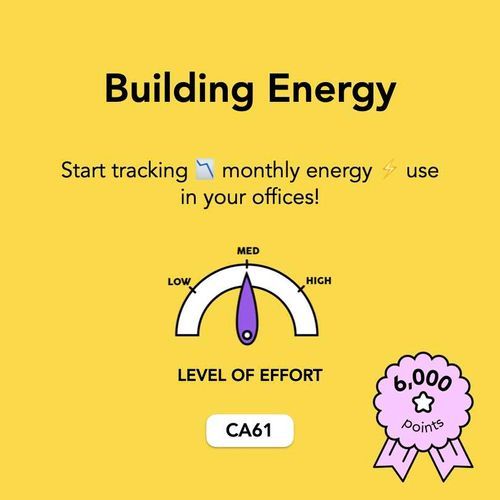 Building Energy
Start tracking 📉 monthly energy ⚡ use
in your offices!
MED
LOW
HIGH
LEVEL OF EFFORT
CA61
6,000
points